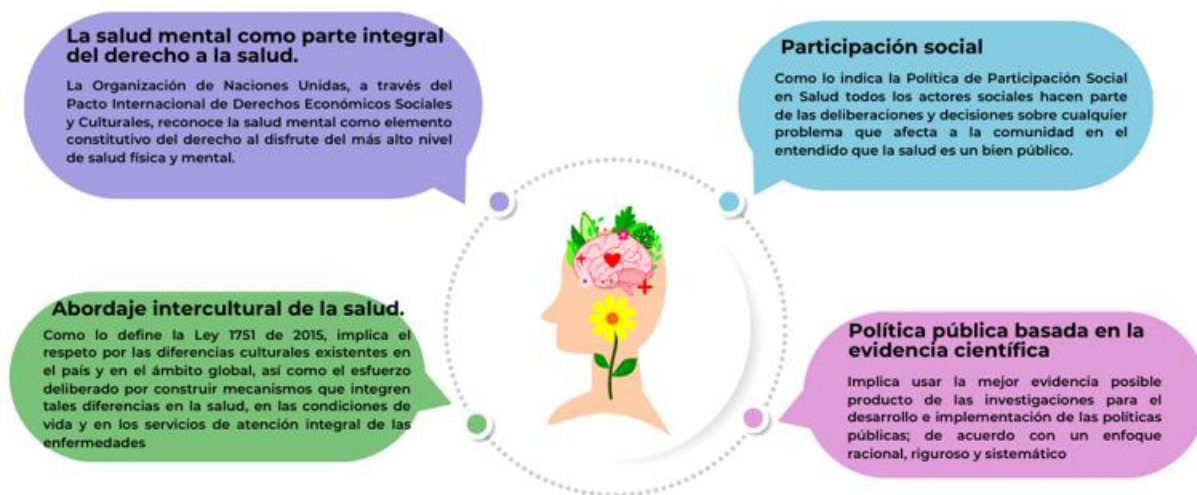 La salud mental como parte integral
del derecho a la salud.
La Organización de Naciones Unidas, a través del
Pacto Internacional de Derechos Económicos Sociales
y Culturales, reconoce la salud mental como elemento
constitutivo del derecho al disfrute del más alto nivel
de salud física y mental.
Participación social
Como lo indica la Política de Participación Social
en Salud todos los actores sociales hacen parte
de las deliberaciones y decisiones sobre cualquier
problema que afecta a la comunidad en el
entendido que la salud es un bien público.
Abordaje intercultural de la salud.
Como lo define la Ley 1751 de 2015, implica el
respeto por las diferencias culturales existentes en
el país y en el ámbito global, así como el esfuerzo
deliberado por construir mecanismos que integren
tales diferencias en la salud, en las condiciones de
vida y en los servicios de atención integral de las
enfermedades
Política pública basada en la
evidencia científica
Implica usar la mejor evidencia posible
producto de las investigaciones para el
desarrollo e implementación de las políticas
públicas; de acuerdo con un enfoque
racional, riguroso y sistemático